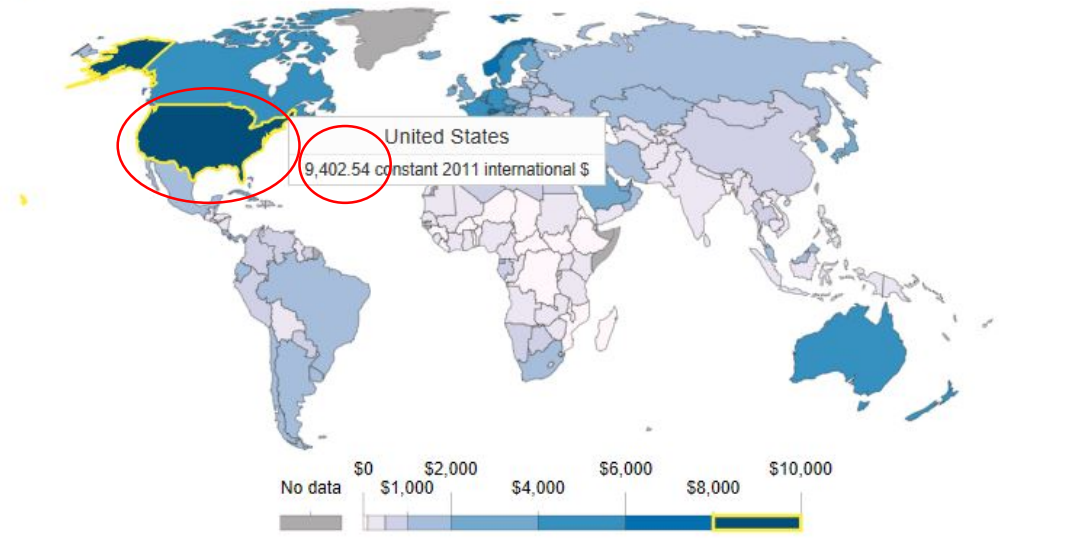 United States
9,402.54 constant 2011 international $
$0 $2,000 $6,000 $10,000
No data $1,000 $4,000 $8,000